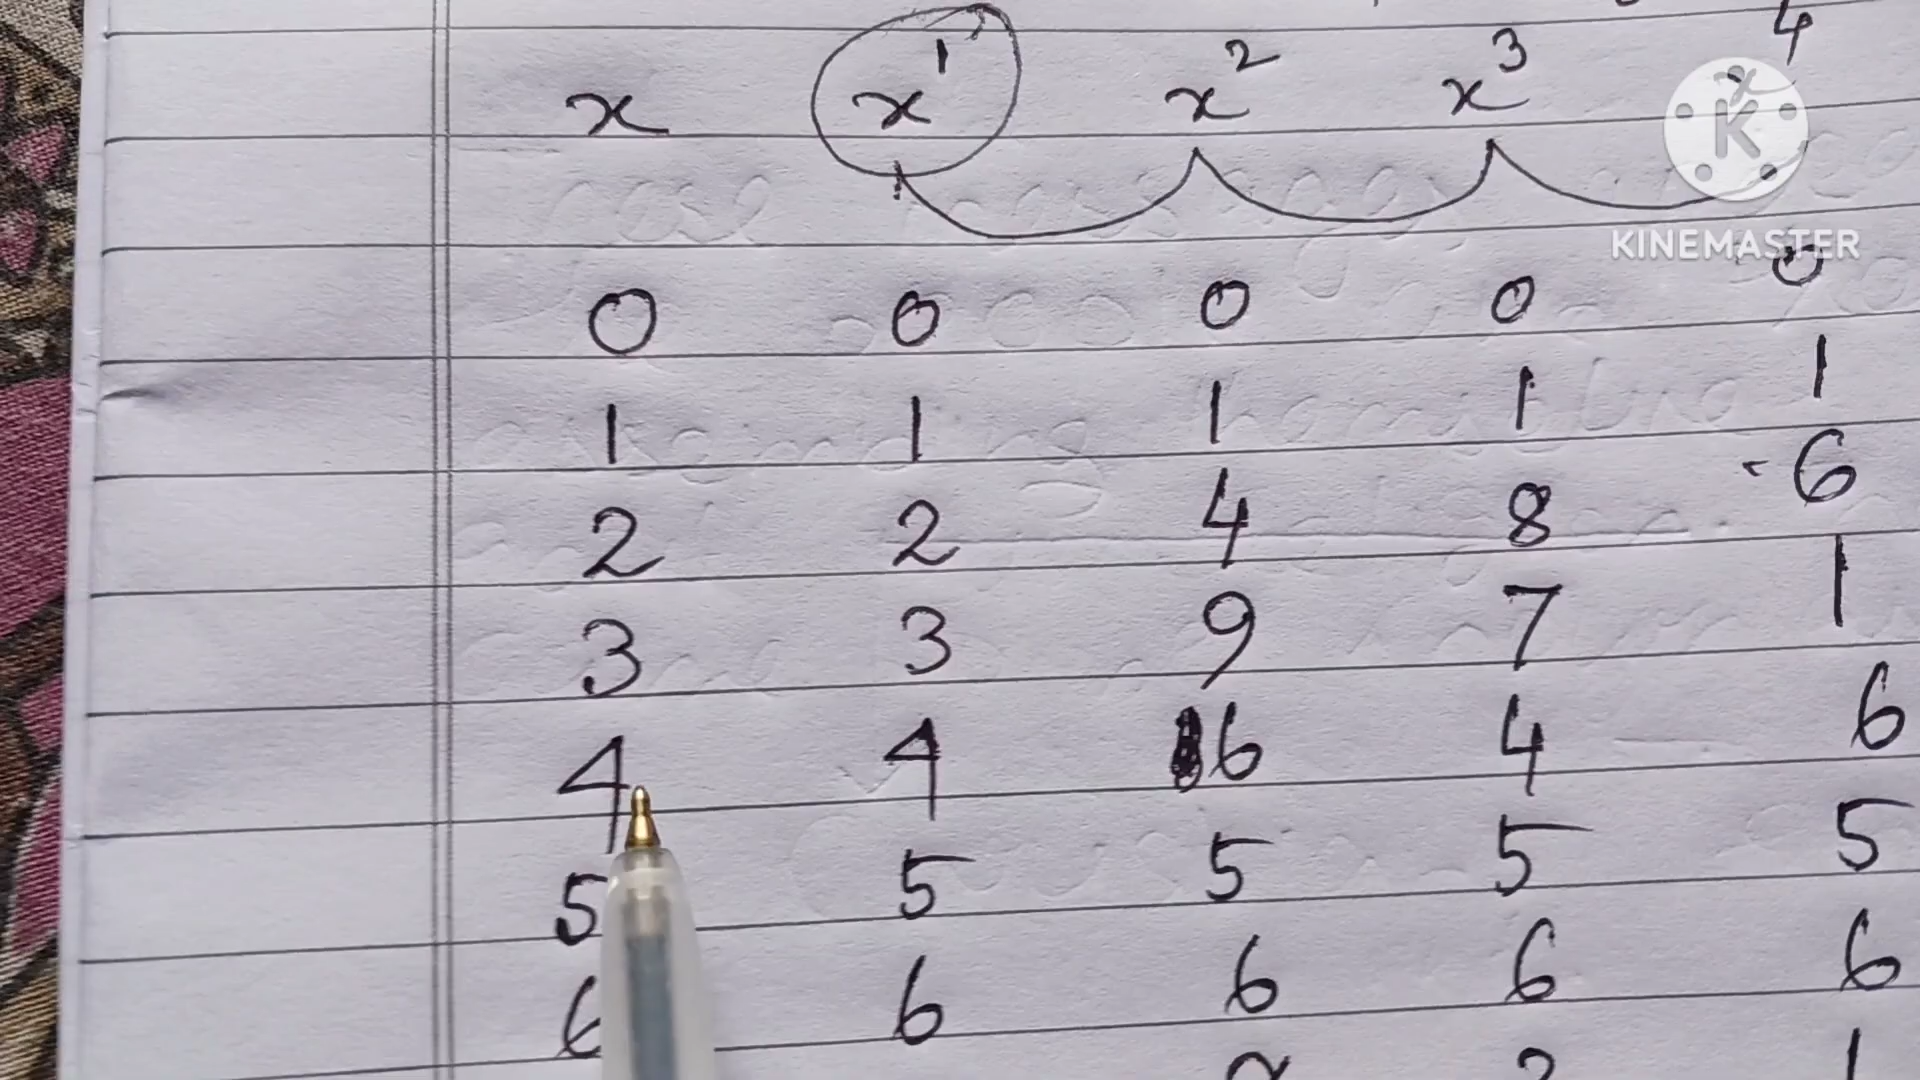 x x¹ x² x³ x⁴
K
KINEMASTER
0 0 0 0 0
1 1 1 1 1
2 2 4 8 6
3 3 9 7 1
4 4 6 4 6
5 5 5 5 5
6 6 6 6 6